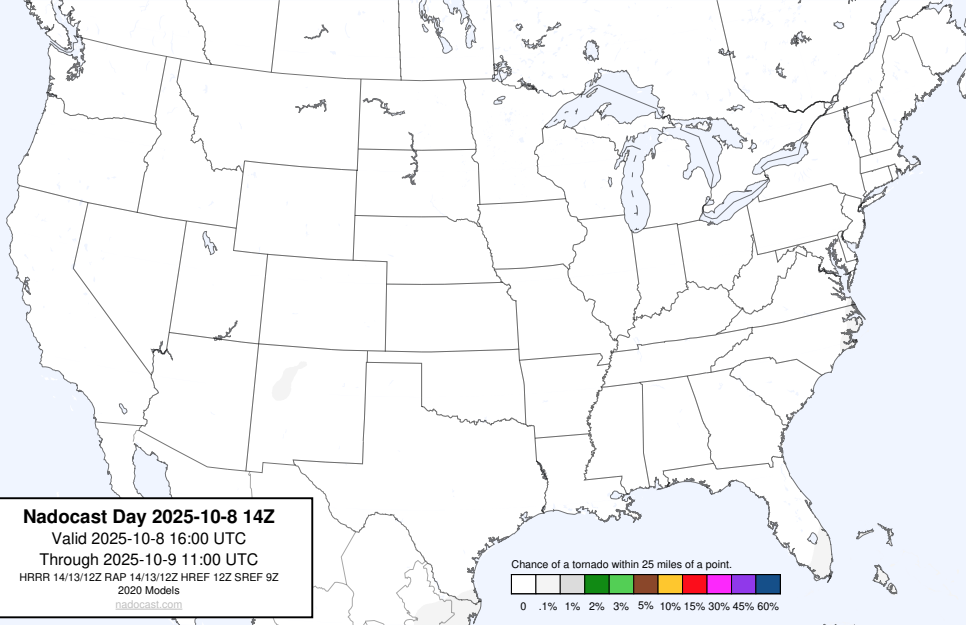 Nadocast Day 2025-10-8 14Z
Valid 2025-10-8 16:00 UTC
Through 2025-10-9 11:00 UTC
HRRR 14/13/12Z RAP 14/13/12Z HREF 12Z SREF 9Z
2020 Models
nadocast.com
Chance of a tornado within 25 miles of a point.
0 .1% 1% 2% 3% 5% 10% 15% 30% 45% 60%